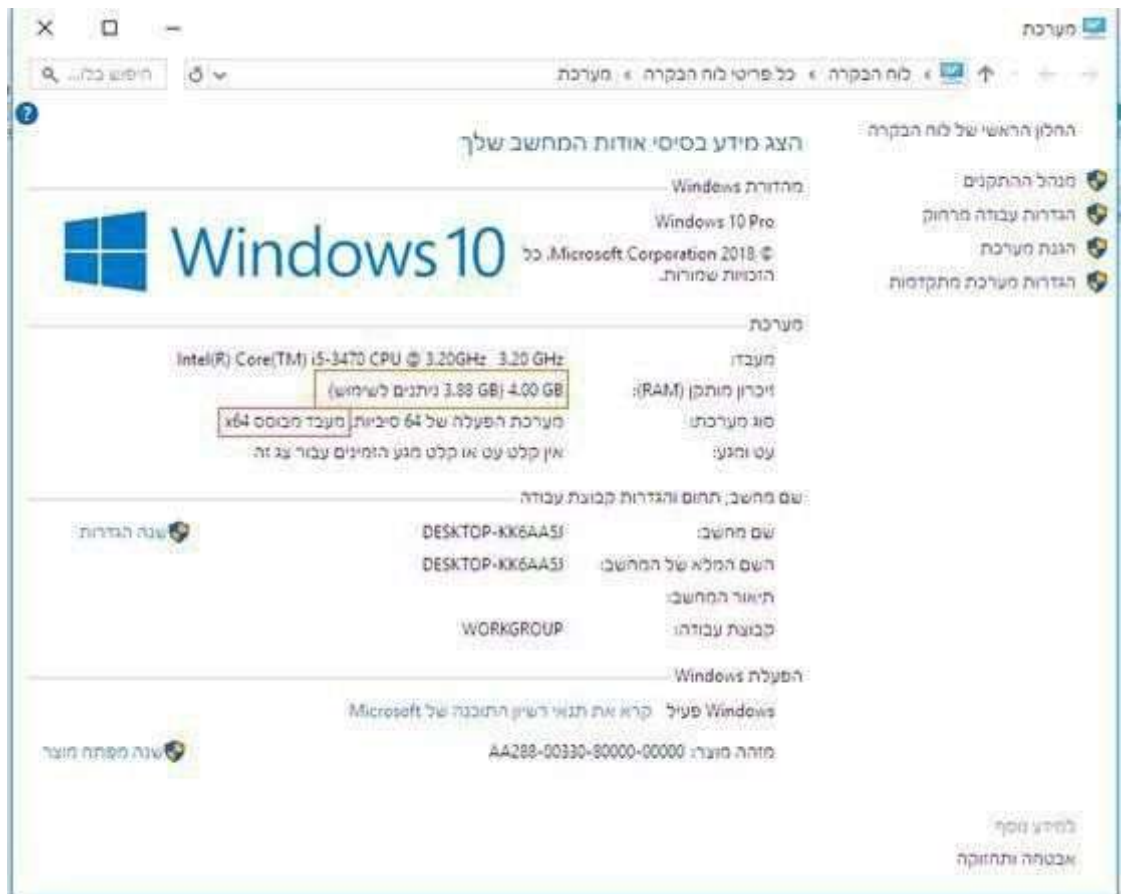 מערכת
לוח הבקרה » כל פריטי לוח הבקרה » מערכת
חיפוש בלו...
החלון הראשי של לוח הבקרה
מנהל ההתקנים
הגדרות עבודה מרחוק
הגנת מערכת
הגדרות מערכת מתקדמות
הצג מידע בסיסי אודות המחשב שלך
מהדורת Windows
Windows 10 Pro
© 2018 Microsoft Corporation. כל
הזכויות שמורות.
Windows 10
מערכת
מעבד: Intel(R) Core(TM) i5-3470 CPU @ 3.20GHz 3.20 GHz
זיכרון מותקן (RAM): 4.00 GB (3.88 GB ניתנים לשימוש)
סוג מערכת: מערכת הפעלה של 64 סיביות, מעבד מבוסס x64
עט ומגע: אין קלט עט או קלט מגע הזמינים עבור צג זה
שם מחשב, תחום והגדרות קבוצת עבודה
שם מחשב: DESKTOP-KK6AA5J
שנה הגדרות
השם המלא של המחשב: DESKTOP-KK6AA5J
תיאור המחשב:
קבוצת עבודה: WORKGROUP
הפעלת Windows
Windows פעיל קרא את תנאי רשיון התוכנה של Microsoft
מזהה מוצר: AA288-00330-80000-00000
שנה מפתח מוצר
למידע נוסף
אבטחה ותחזוקה